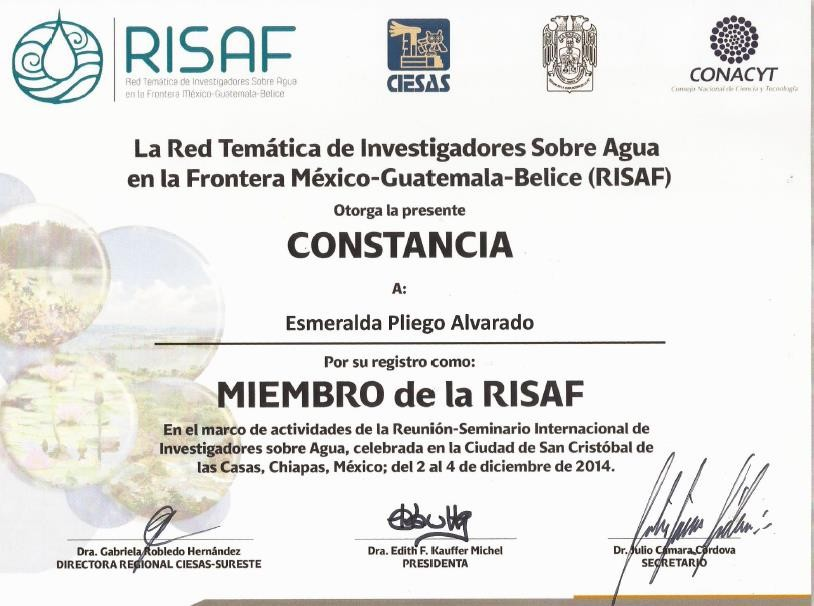 RISAF
Red Temática de Investigadores Sobre Agua
en la Frontera México-Guatemala-Belice
CIESAS
CONACYT
Consejo Nacional de Ciencia y Tecnología
La Red Temática de Investigadores Sobre Agua
en la Frontera México-Guatemala-Belice (RISAF)
Otorga la presente
CONSTANCIA
A:
Esmeralda Pliego Alvarado
Por su registro como:
MIEMBRO de la RISAF
En el marco de actividades de la Reunión-Seminario Internacional de
Investigadores sobre Agua, celebrada en la Ciudad de San Cristóbal de
las Casas, Chiapas, México; del 2 al 4 de diciembre de 2014.
Dra. Gabriela Robledo Hernández
DIRECTORA REGIONAL CIESAS-SURESTE
Dra. Edith F. Kauffer Michel
PRESIDENTA
Dr. Julio Cámara Córdova
SECRETARIO